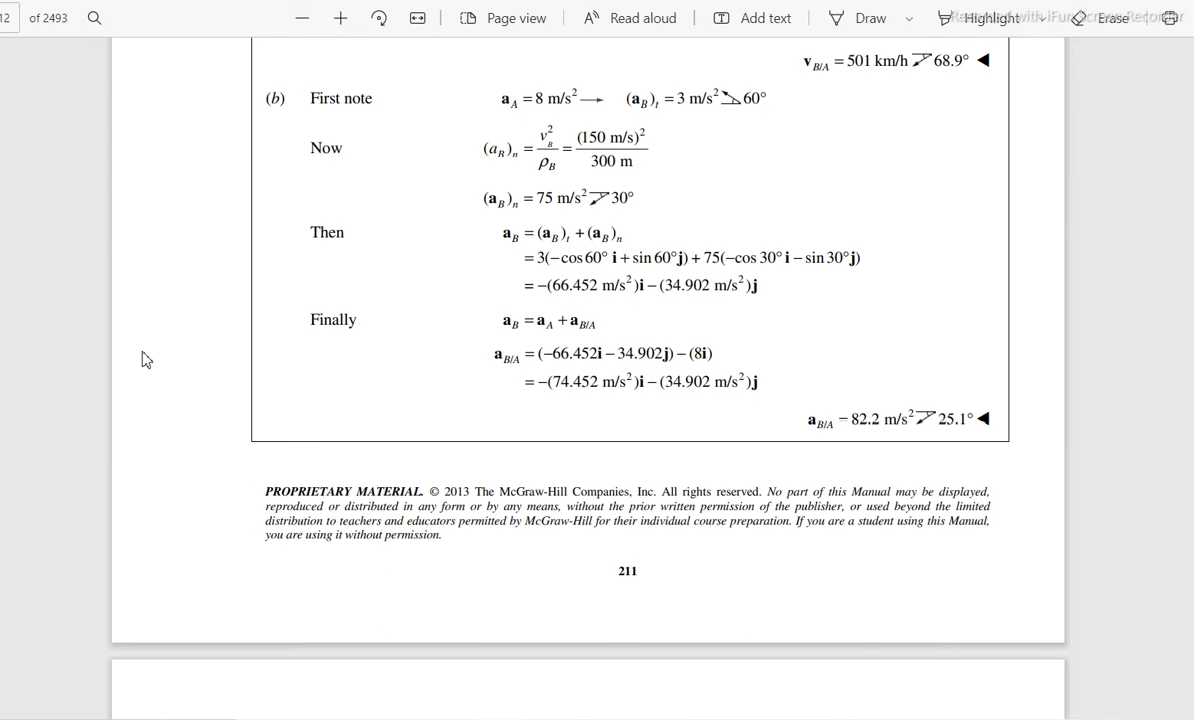 12 of 2493 Page view Read aloud Add text Draw Highlight Erase
Recorded with iFun Screen Recorder
v B/A = 501 km/h 68.9° ◀
(b) First note a_A = 8 m/s² → (a_B)_t = 3 m/s² 60°
Now (a_B)_n = v_B²/ρ_B = (150 m/s)²/300 m
(a_B)_n = 75 m/s² 30°
Then a_B = (a_B)_t + (a_B)_n
= 3(−cos 60° i + sin 60° j) + 75(−cos 30° i − sin 30° j)
= −(66.452 m/s²)i − (34.902 m/s²)j
Finally a_B = a_A + a_B/A
a_B/A = (−66.452i − 34.902j) − (8i)
= −(74.452 m/s²)i − (34.902 m/s²)j
a_B/A = 82.2 m/s² 25.1° ◀
PROPRIETARY MATERIAL. © 2013 The McGraw-Hill Companies, Inc. All rights reserved. No part of this Manual may be displayed,
reproduced or distributed in any form or by any means, without the prior written permission of the publisher, or used beyond the limited
distribution to teachers and educators permitted by McGraw-Hill for their individual course preparation. If you are a student using this Manual,
you are using it without permission.
211